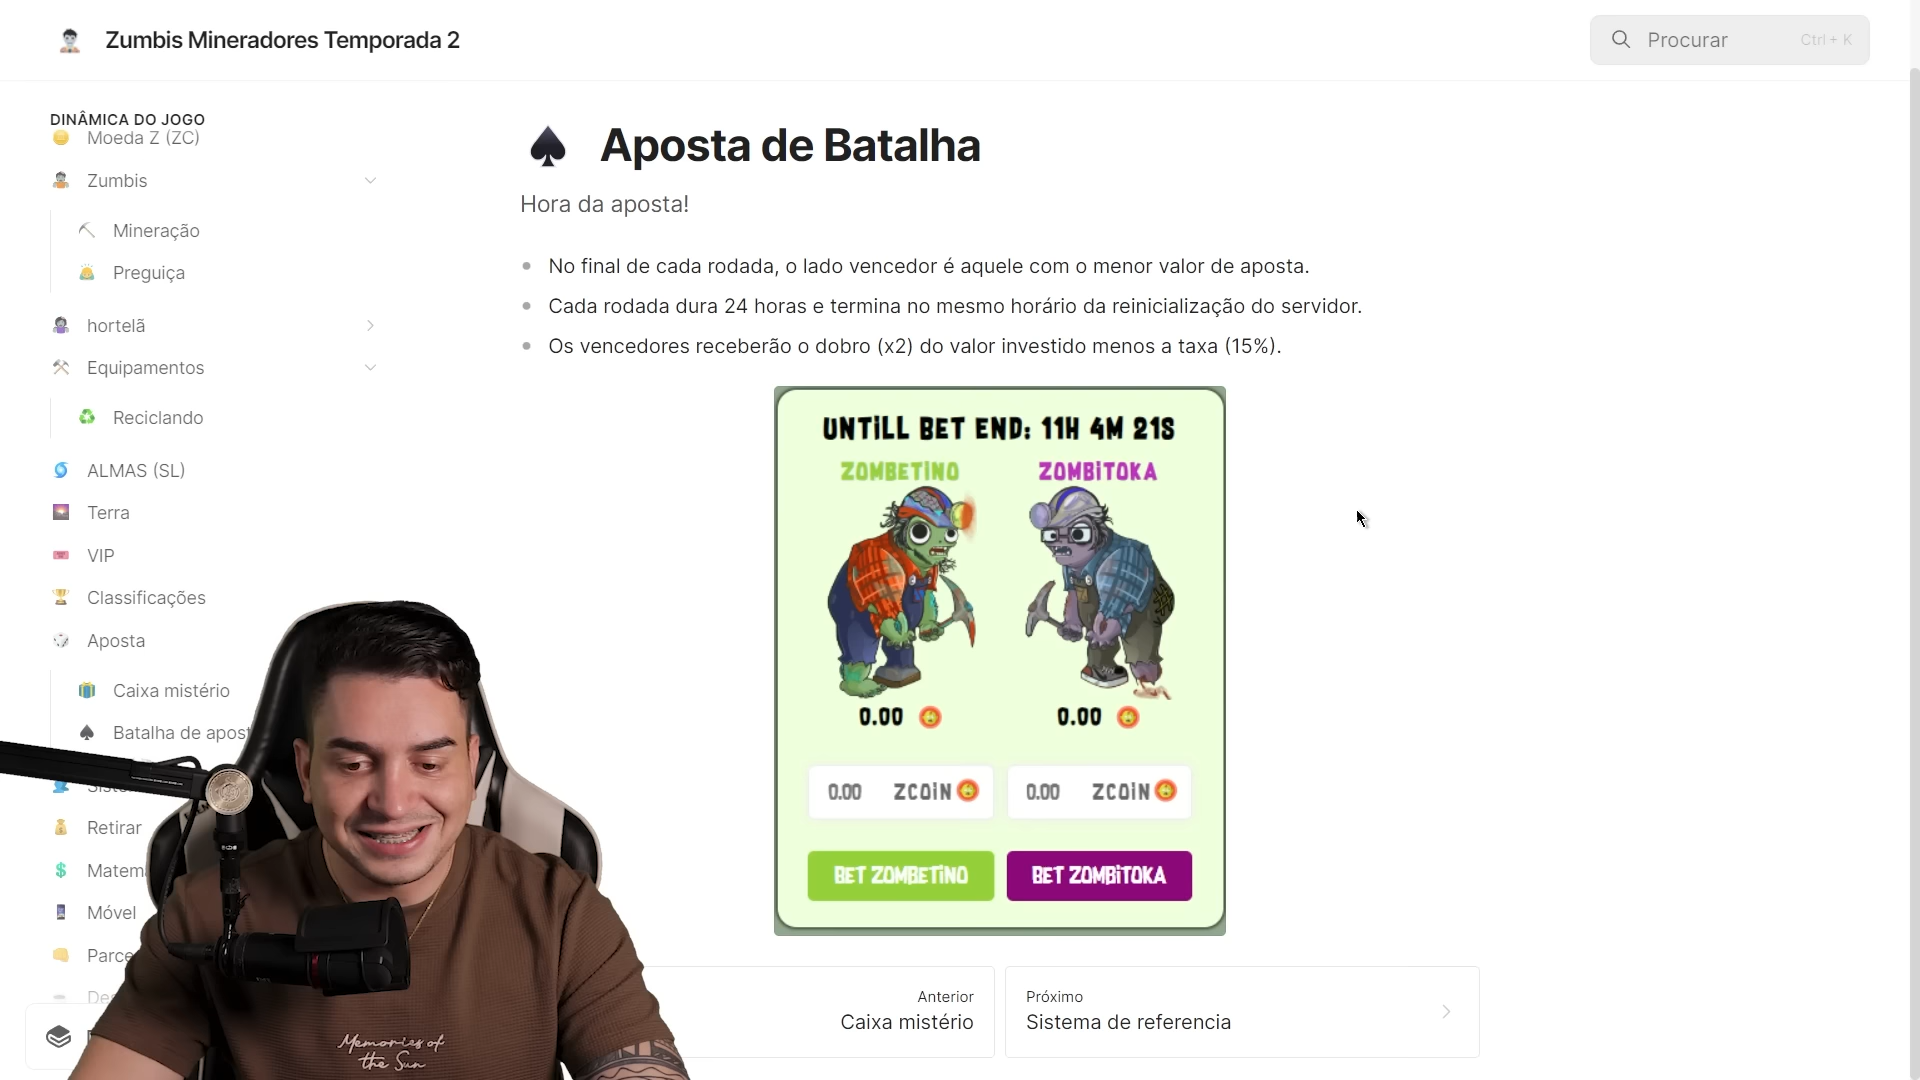 Zumbis Mineradores Temporada 2
Procurar
Ctrl + K
DINÂMICA DO JOGO
Moeda Z (ZC)
Zumbis
Mineração
Preguiça
hortelã
Equipamentos
Reciclando
ALMAS (SL)
Terra
VIP
Classificações
Aposta
Caixa mistério
Batalha de apost
Retirar
Matem
Móvel
Parce
Aposta de Batalha
Hora da aposta!
No final de cada rodada, o lado vencedor é aquele com o menor valor de aposta.
Cada rodada dura 24 horas e termina no mesmo horário da reinicialização do servidor.
Os vencedores receberão o dobro (x2) do valor investido menos a taxa (15%).
UNTILL BET END: 11H 4M 21S
ZOMBETINO
ZOMBITOKA
0.00
0.00
0.00 ZCOIN
0.00 ZCOIN
BET ZOMBETINO
BET ZOMBITOKA
Anterior
Caixa mistério
Próximo
Sistema de referencia
Memories of
the Sun